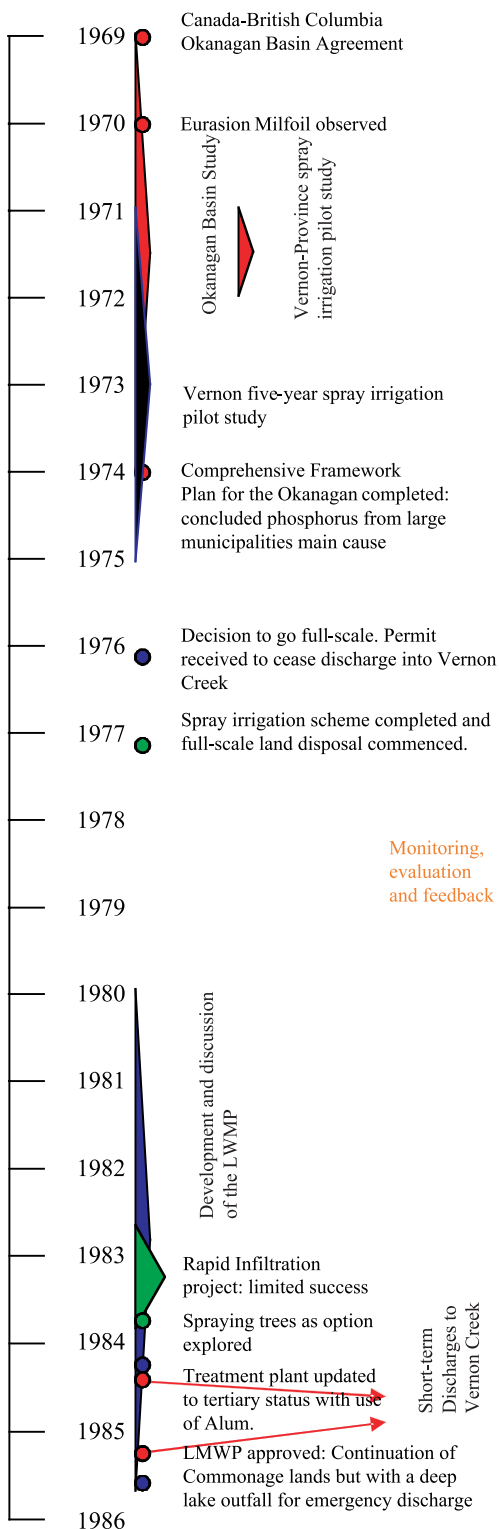 1969
Canada-British Columbia
Okanagan Basin Agreement
1970
Eurasion Milfoil observed
Okanagan Basin Study
Vernon-Province spray
irrigation pilot study
1971
1972
1973
Vernon five-year spray irrigation
pilot study
1974
Comprehensive Framework
Plan for the Okanagan completed:
concluded phosphorus from large
municipalities main cause
1975
1976
Decision to go full-scale. Permit
received to cease discharge into Vernon
Creek
1977
Spray irrigation scheme completed and
full-scale land disposal commenced.
1978
Monitoring,
evaluation
and feedback
1979
1980
1981
Development and discussion
of the LWMP
1982
1983
Rapid Infiltration
project: limited success
Spraying trees as option
explored
1984
Treatment plant updated
to tertiary status with use
of Alum.
Short-term
Discharges to
Vernon Creek
1985
LMWP approved: Continuation of
Commonage lands but with a deep
lake outfall for emergency discharge
1986